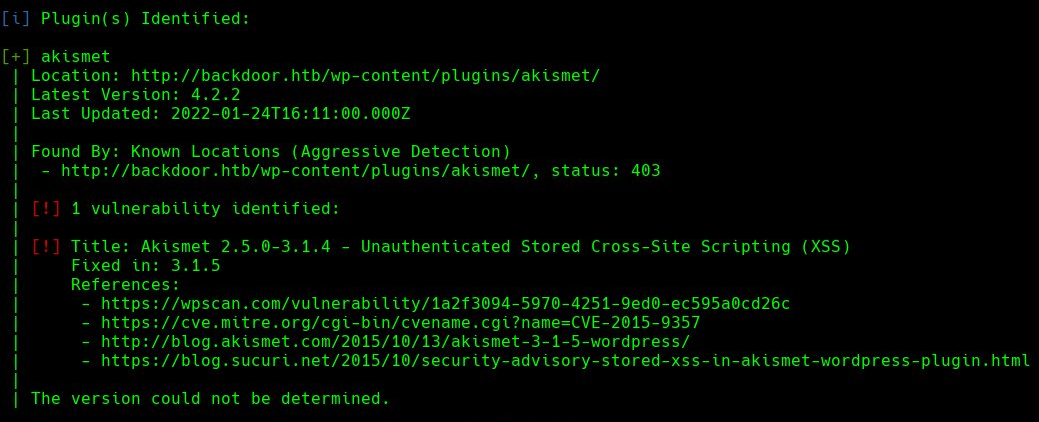 [i] Plugin(s) Identified:

[+] akismet
 | Location: http://backdoor.htb/wp-content/plugins/akismet/
 | Latest Version: 4.2.2
 | Last Updated: 2022-01-24T16:11:00.000Z
 |
 | Found By: Known Locations (Aggressive Detection)
 |  - http://backdoor.htb/wp-content/plugins/akismet/, status: 403
 |
 | [!] 1 vulnerability identified:
 |
 | [!] Title: Akismet 2.5.0-3.1.4 - Unauthenticated Stored Cross-Site Scripting (XSS)
 |     Fixed in: 3.1.5
 |     References:
 |      - https://wpscan.com/vulnerability/1a2f3094-5970-4251-9ed0-ec595a0cd26c
 |      - https://cve.mitre.org/cgi-bin/cvename.cgi?name=CVE-2015-9357
 |      - http://blog.akismet.com/2015/10/13/akismet-3-1-5-wordpress/
 |      - https://blog.sucuri.net/2015/10/security-advisory-stored-xss-in-akismet-wordpress-plugin.html
 |
 | The version could not be determined.